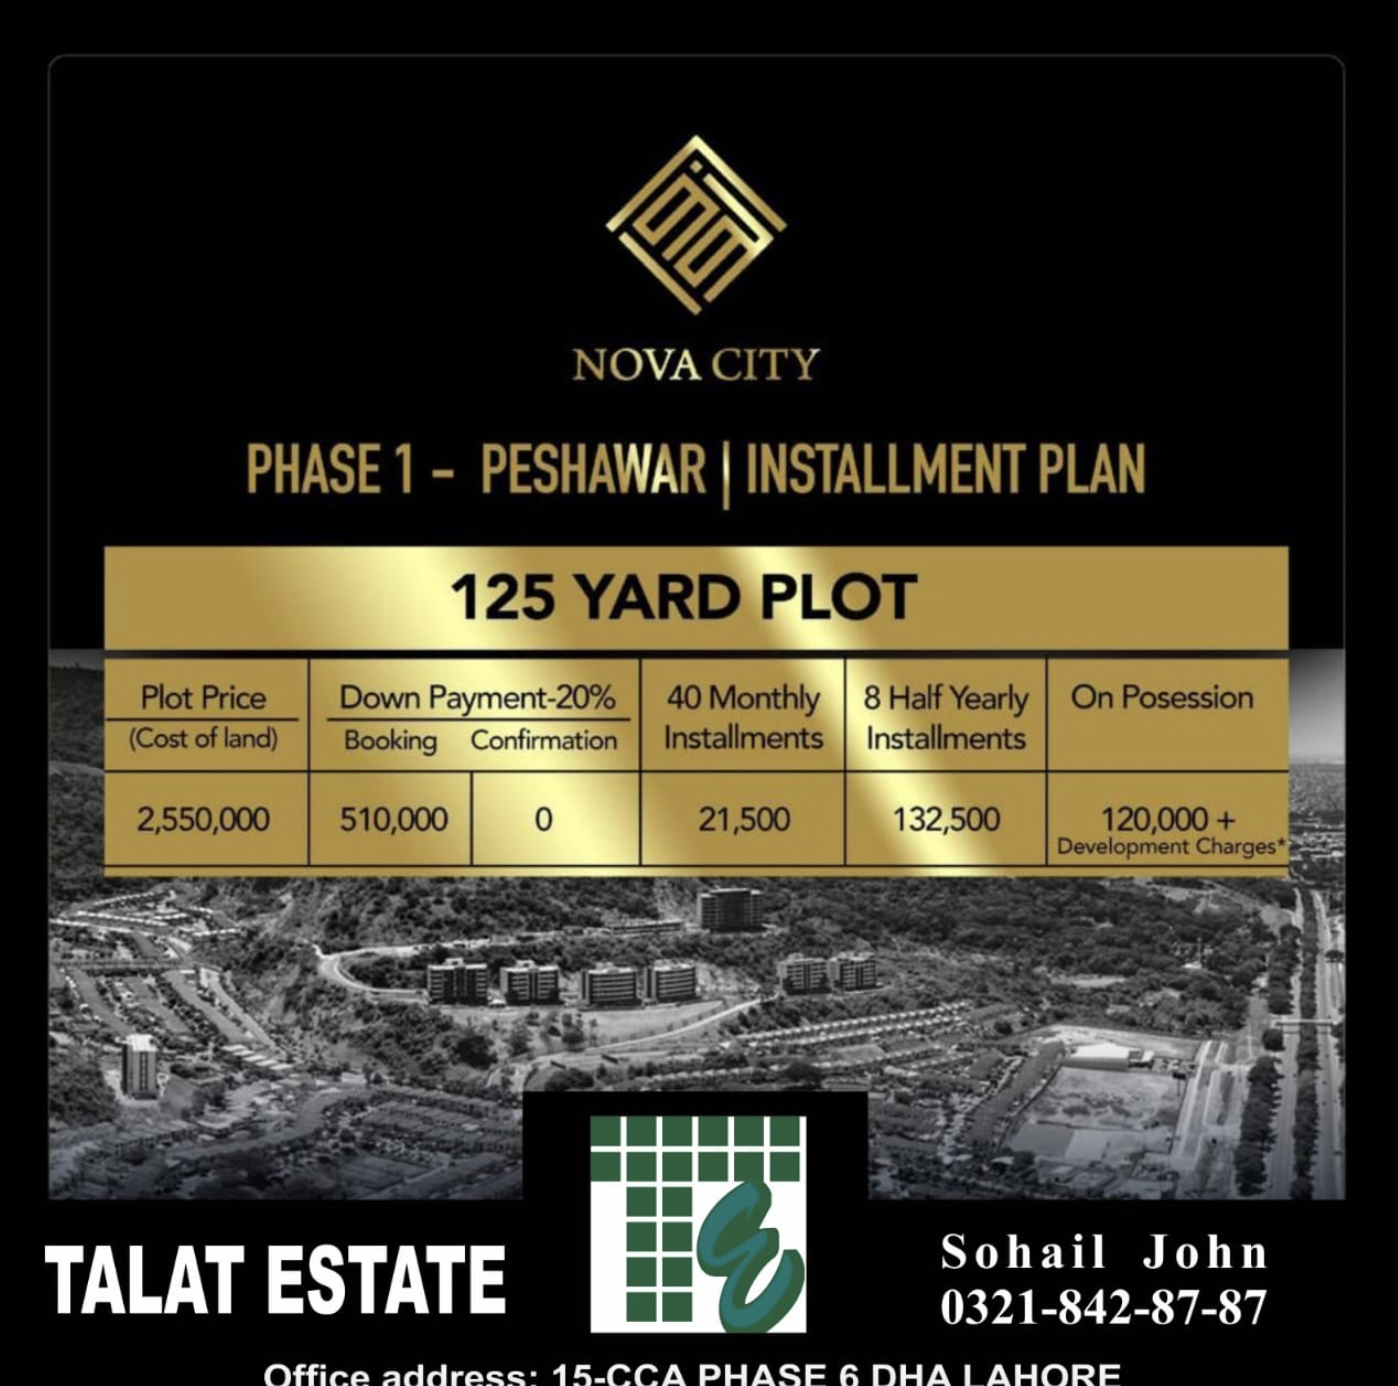 NOVA CITY
PHASE 1 - PESHAWAR | INSTALLMENT PLAN
125 YARD PLOT
Plot Price
(Cost of land)
Down Payment-20%
Booking Confirmation
40 Monthly
Installments
8 Half Yearly
Installments
On Posession
2,550,000
510,000
0
21,500
132,500
120,000 +
Development Charges*
TALAT ESTATE
Sohail John
0321-842-87-87
Office address: 15-CCA PHASE 6 DHA LAHORE